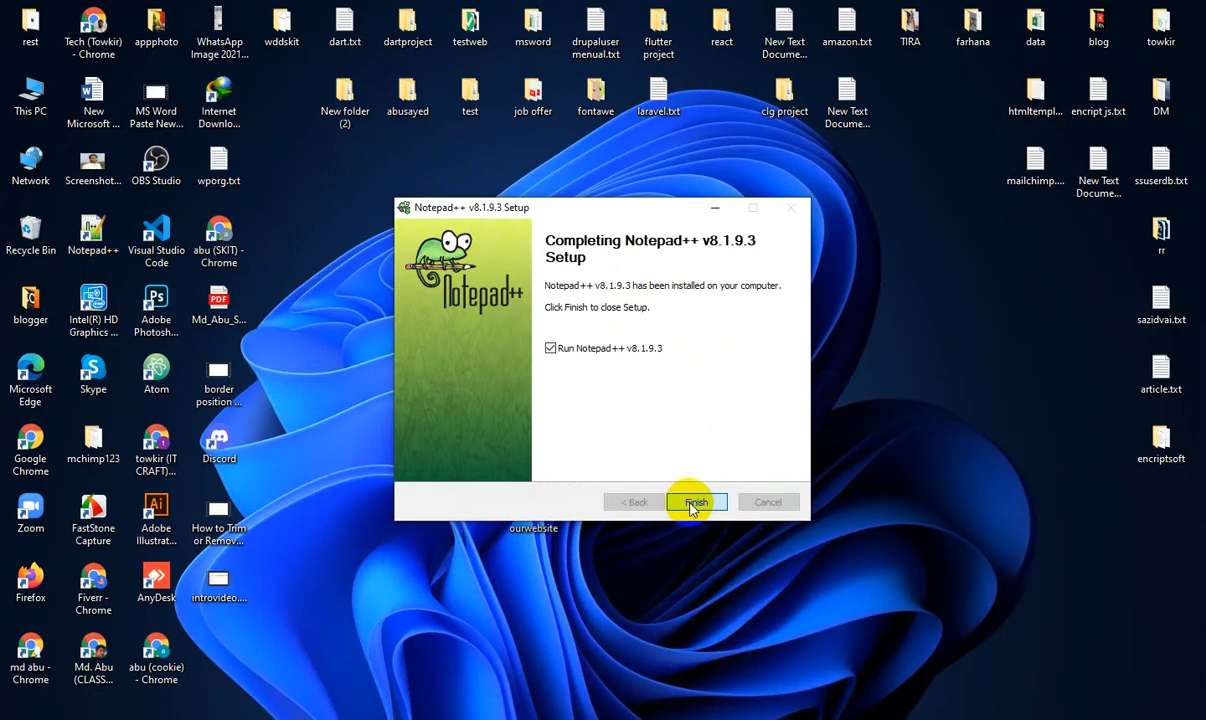 rest
Tech (Towkir)
- Chrome
appphoto
WhatsApp
Image 2021...
wddskit
dart.txt
dartproject
testweb
msword
drupaluser
menual.txt
flutter
project
react
New Text
Docume...
amazon.txt
TIRA
farhana
data
blog
towkir
This PC
New
Microsoft ...
MS Word
Paste New...
Internet
Downlo...
New folder
(2)
abusayed
test
job offer
fontawe
laravel.txt
clg project
New Text
Docume...
htmltempl...
encript js.txt
DM
Network
Screenshot...
OBS Studio
wporg.txt
mailchimp....
New Text
Docume...
ssuserdb.txt
Recycle Bin
Notepad++
Visual Studio
Code
abu (SKIT) -
Chrome
rr
blogger
Intel(R) HD
Graphics ...
Adobe
Photosh...
Md_Abu_S...
sazidvai.txt
Microsoft
Edge
Skype
Atom
border
position ...
article.txt
Google
Chrome
mchimp123
towkir (IT
CRAFT)...
Discord
encriptsoft
Zoom
FastStone
Capture
Adobe
Illustrat...
How to Trim
or Remov...
ourwebsite
Firefox
Fiverr -
Chrome
AnyDesk
introvideo....
md abu -
Chrome
Md. Abu
(CLASS...
abu (cookie)
- Chrome
Notepad++ v8.1.9.3 Setup
Notepad++
Completing Notepad++ v8.1.9.3
Setup
Notepad++ v8.1.9.3 has been installed on your computer.
Click Finish to close Setup.
Run Notepad++ v8.1.9.3
< Back
Finish
Cancel